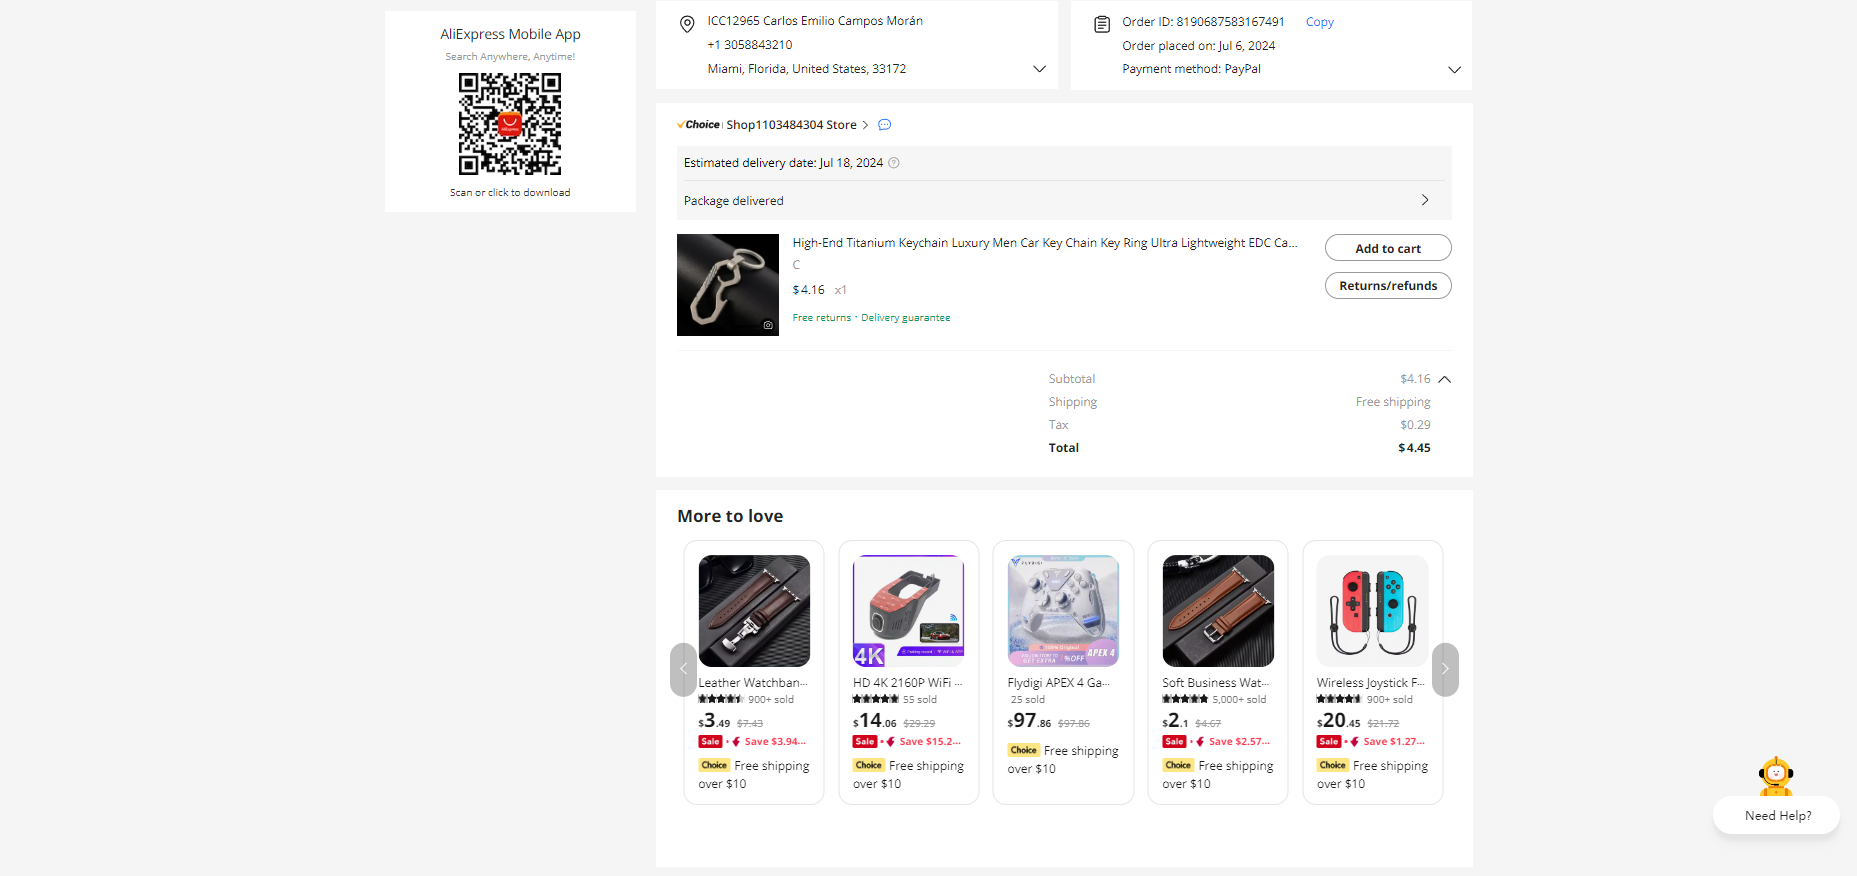 AliExpress Mobile App
Search Anywhere, Anytime!
Scan or click to download
ICC12965 Carlos Emilio Campos Morán
+1 3058843210
Miami, Florida, United States, 33172
Order ID: 8190687583167491 Copy
Order placed on: Jul 6, 2024
Payment method: PayPal
Choice Shop1103484304 Store
Estimated delivery date: Jul 18, 2024
Package delivered
High-End Titanium Keychain Luxury Men Car Key Chain Key Ring Ultra Lightweight EDC Ca...
C
$4.16 x1
Free returns · Delivery guarantee
Add to cart
Returns/refunds
Subtotal $4.16
Shipping Free shipping
Tax $0.29
Total $4.45
More to love
Leather Watchban...
900+ sold
$3.49 $7.43
Sale Save $3.94...
Choice Free shipping
over $10
4K
HD 4K 2160P WiFi ...
55 sold
$14.06 $29.29
Sale Save $15.2...
Choice Free shipping
over $10
FLYDIGI
100% Original
GET EXTRA %OFF
APEX 4
Flydigi APEX 4 Ga...
25 sold
$97.86 $97.86
Choice Free shipping
over $10
Soft Business Wat...
5,000+ sold
$2.1 $4.67
Sale Save $2.57...
Choice Free shipping
over $10
Wireless Joystick F...
900+ sold
$20.45 $21.72
Sale Save $1.27...
Choice Free shipping
over $10
Need Help?